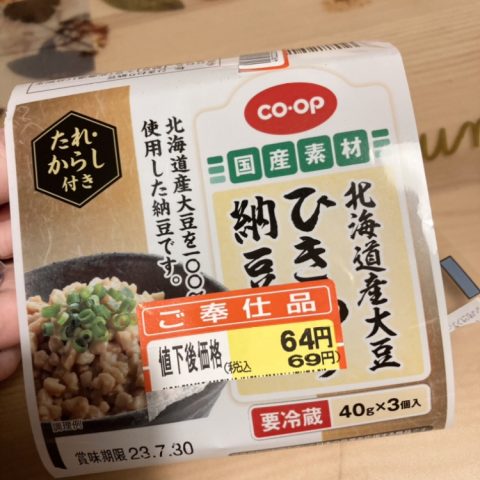 co·op
国産素材
北海道産大豆
ひき
納豆
たれ・
からし
付き
北海道産大豆を一〇〇%
使用した納豆です。
ご奉仕品
値下後価格
64円
(税込 69円)
要冷蔵
40g×3個入
調理例
賞味期限 23.7.30